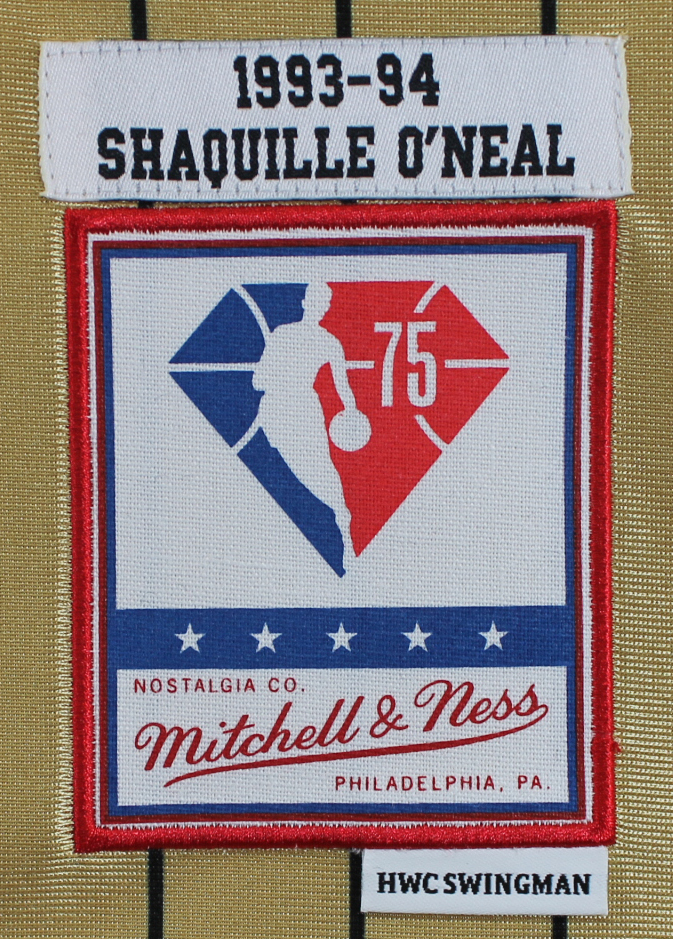 1993-94
SHAQUILLE O'NEAL
75
NOSTALGIA CO.
Mitchell & Ness
PHILADELPHIA, PA.
HWC SWINGMAN